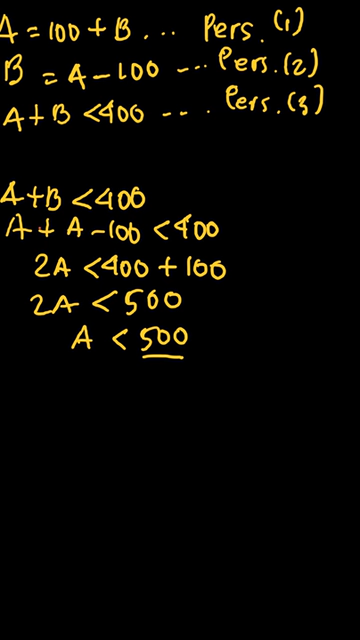 A = 100 + B ... Pers. (1)
B = A - 100 ... Pers. (2)
A + B < 400 ... Pers. (3)
A + B < 400
A + A - 100 < 400
2A < 400 + 100
2A < 500
A < 500